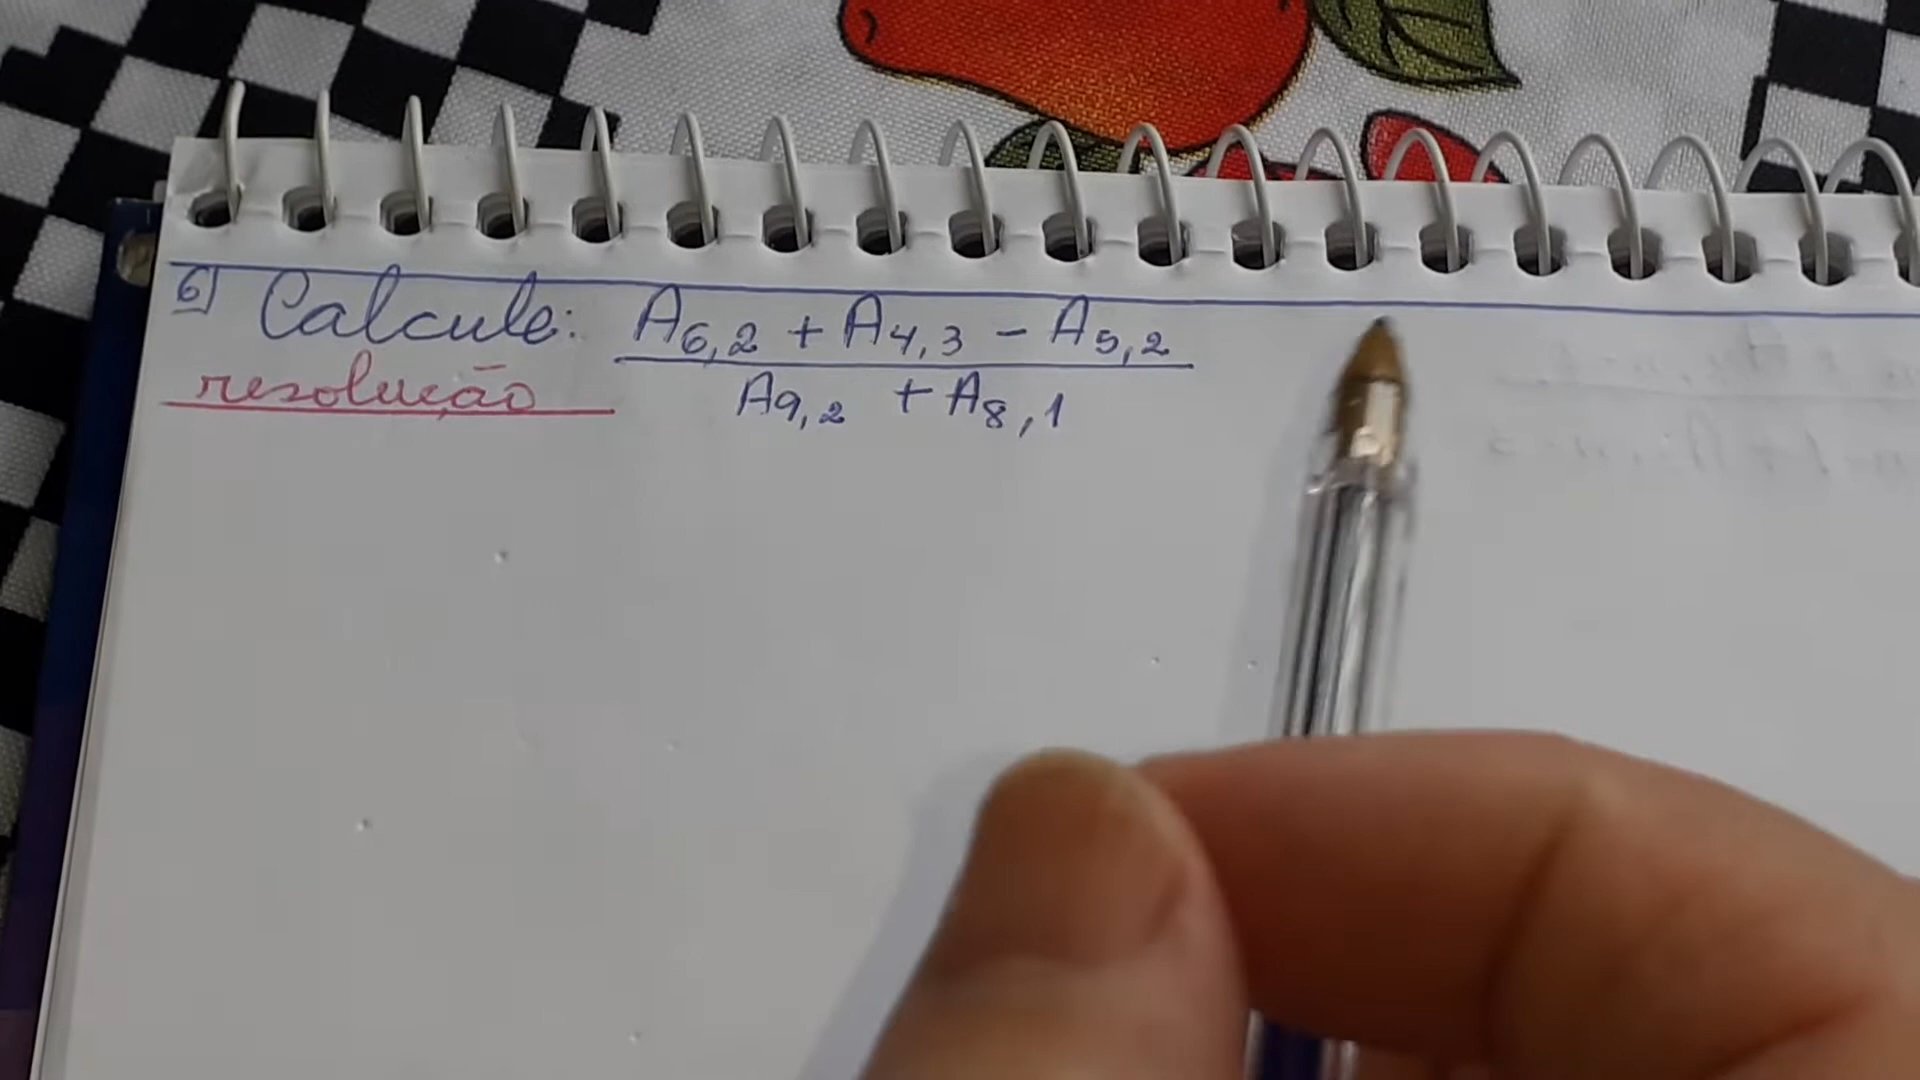 6) Calcule: A6,2 + A4,3 - A5,2
resolução A9,2 + A8,1